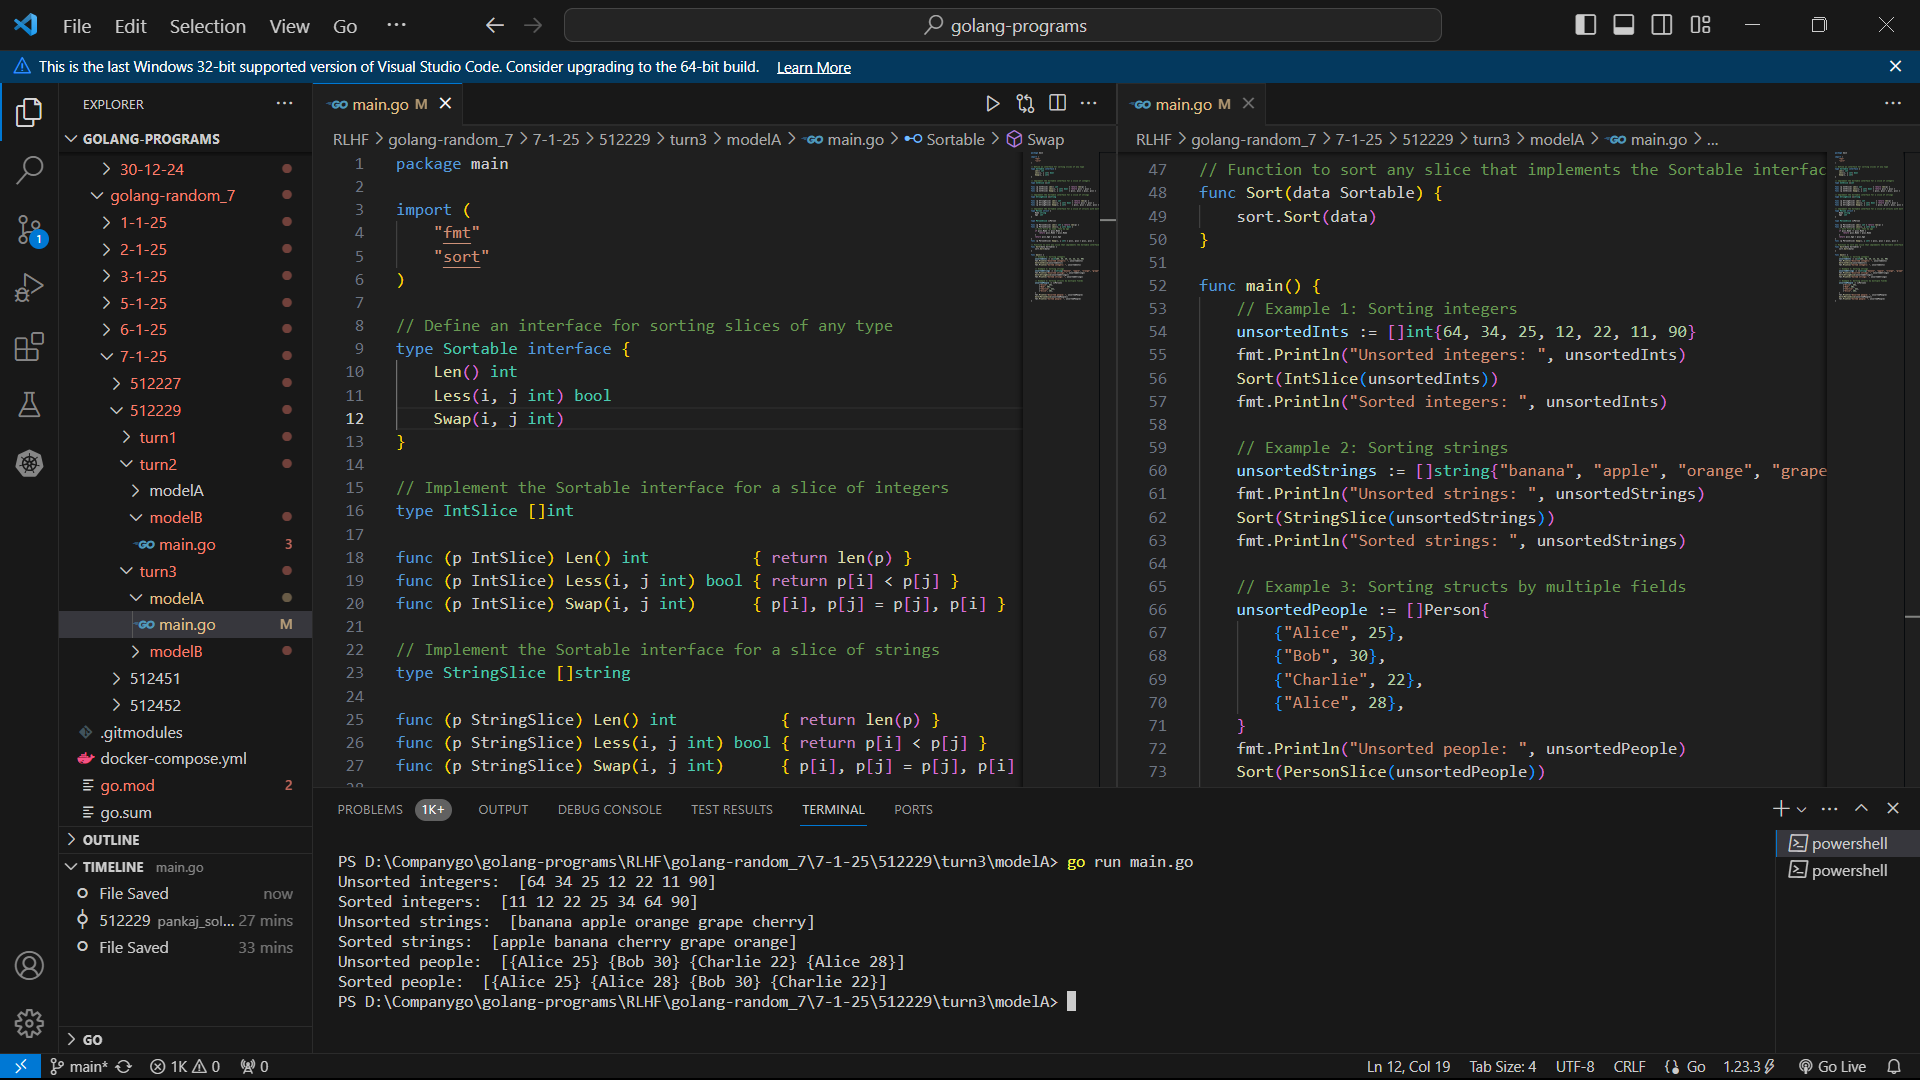 File Edit Selection View Go ··· golang-programs
This is the last Windows 32-bit supported version of Visual Studio Code. Consider upgrading to the 64-bit build. Learn More
EXPLORER
GOLANG-PROGRAMS
30-12-24
golang-random_7
1-1-25
2-1-25
3-1-25
5-1-25
6-1-25
7-1-25
512227
512229
turn1
turn2
modelA
modelB
GO main.go 3
turn3
modelA
GO main.go M
modelB
512451
512452
.gitmodules
docker-compose.yml
go.mod 2
go.sum
OUTLINE
TIMELINE main.go
File Saved now
512229 pankaj_sol... 27 mins
File Saved 33 mins
GO
1
GO main.go M
RLHF > golang-random_7 > 7-1-25 > 512229 > turn3 > modelA > GO main.go > Sortable > Swap
1 package main
2
3 import (
4 "fmt"
5 "sort"
6 )
7
8 // Define an interface for sorting slices of any type
9 type Sortable interface {
10 Len() int
11 Less(i, j int) bool
12 Swap(i, j int)
13 }
14
15 // Implement the Sortable interface for a slice of integers
16 type IntSlice []int
17
18 func (p IntSlice) Len() int { return len(p) }
19 func (p IntSlice) Less(i, j int) bool { return p[i] < p[j] }
20 func (p IntSlice) Swap(i, j int) { p[i], p[j] = p[j], p[i] }
21
22 // Implement the Sortable interface for a slice of strings
23 type StringSlice []string
24
25 func (p StringSlice) Len() int { return len(p) }
26 func (p StringSlice) Less(i, j int) bool { return p[i] < p[j] }
27 func (p StringSlice) Swap(i, j int) { p[i], p[j] = p[j], p[i]
GO main.go M
RLHF > golang-random_7 > 7-1-25 > 512229 > turn3 > modelA > GO main.go > ...
47 // Function to sort any slice that implements the Sortable interfac
48 func Sort(data Sortable) {
49 sort.Sort(data)
50 }
51
52 func main() {
53 // Example 1: Sorting integers
54 unsortedInts := []int{64, 34, 25, 12, 22, 11, 90}
55 fmt.Println("Unsorted integers: ", unsortedInts)
56 Sort(IntSlice(unsortedInts))
57 fmt.Println("Sorted integers: ", unsortedInts)
58
59 // Example 2: Sorting strings
60 unsortedStrings := []string{"banana", "apple", "orange", "grape
61 fmt.Println("Unsorted strings: ", unsortedStrings)
62 Sort(StringSlice(unsortedStrings))
63 fmt.Println("Sorted strings: ", unsortedStrings)
64
65 // Example 3: Sorting structs by multiple fields
66 unsortedPeople := []Person{
67 {"Alice", 25},
68 {"Bob", 30},
69 {"Charlie", 22},
70 {"Alice", 28},
71 }
72 fmt.Println("Unsorted people: ", unsortedPeople)
73 Sort(PersonSlice(unsortedPeople))
PROBLEMS 1K+ OUTPUT DEBUG CONSOLE TEST RESULTS TERMINAL PORTS
PS D:\Companygo\golang-programs\RLHF\golang-random_7\7-1-25\512229\turn3\modelA> go run main.go
Unsorted integers:  [64 34 25 12 22 11 90]
Sorted integers:  [11 12 22 25 34 64 90]
Unsorted strings:  [banana apple orange grape cherry]
Sorted strings:  [apple banana cherry grape orange]
Unsorted people:  [{Alice 25} {Bob 30} {Charlie 22} {Alice 28}]
Sorted people:  [{Alice 25} {Alice 28} {Bob 30} {Charlie 22}]
PS D:\Companygo\golang-programs\RLHF\golang-random_7\7-1-25\512229\turn3\modelA>
powershell
powershell
main* 1K 0 0 Ln 12, Col 19 Tab Size: 4 UTF-8 CRLF Go 1.23.3 Go Live